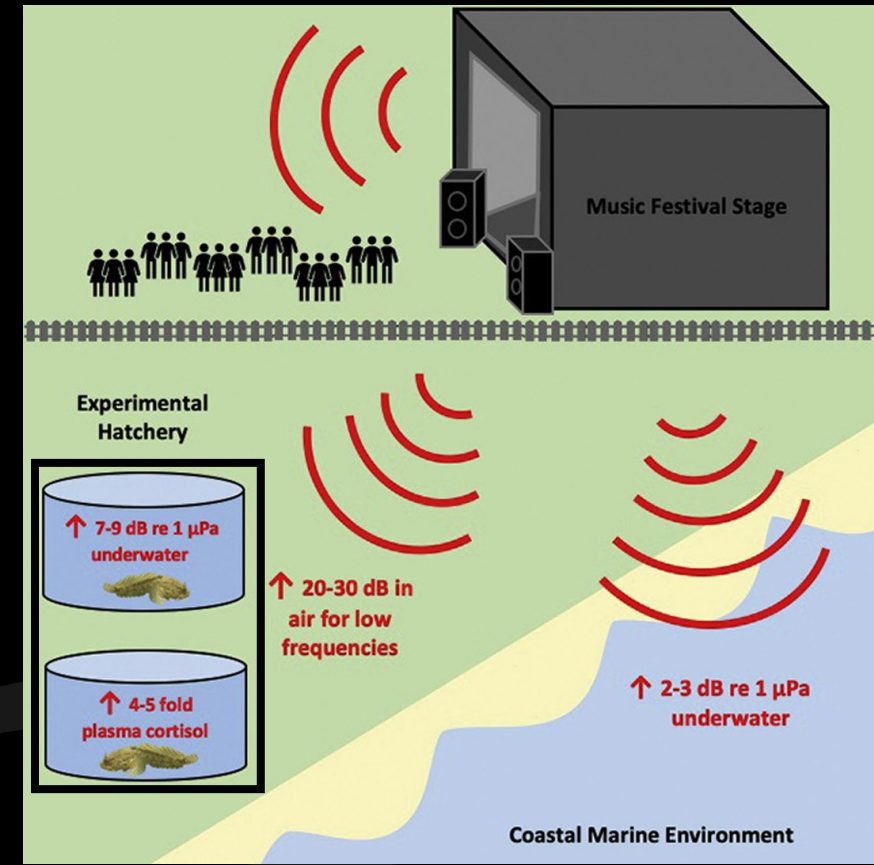 Music Festival Stage
Experimental
Hatchery
↑ 7-9 dB re 1 µPa
underwater
↑ 20-30 dB in
air for low
frequencies
↑ 4-5 fold
plasma cortisol
↑ 2-3 dB re 1 µPa
underwater
Coastal Marine Environment